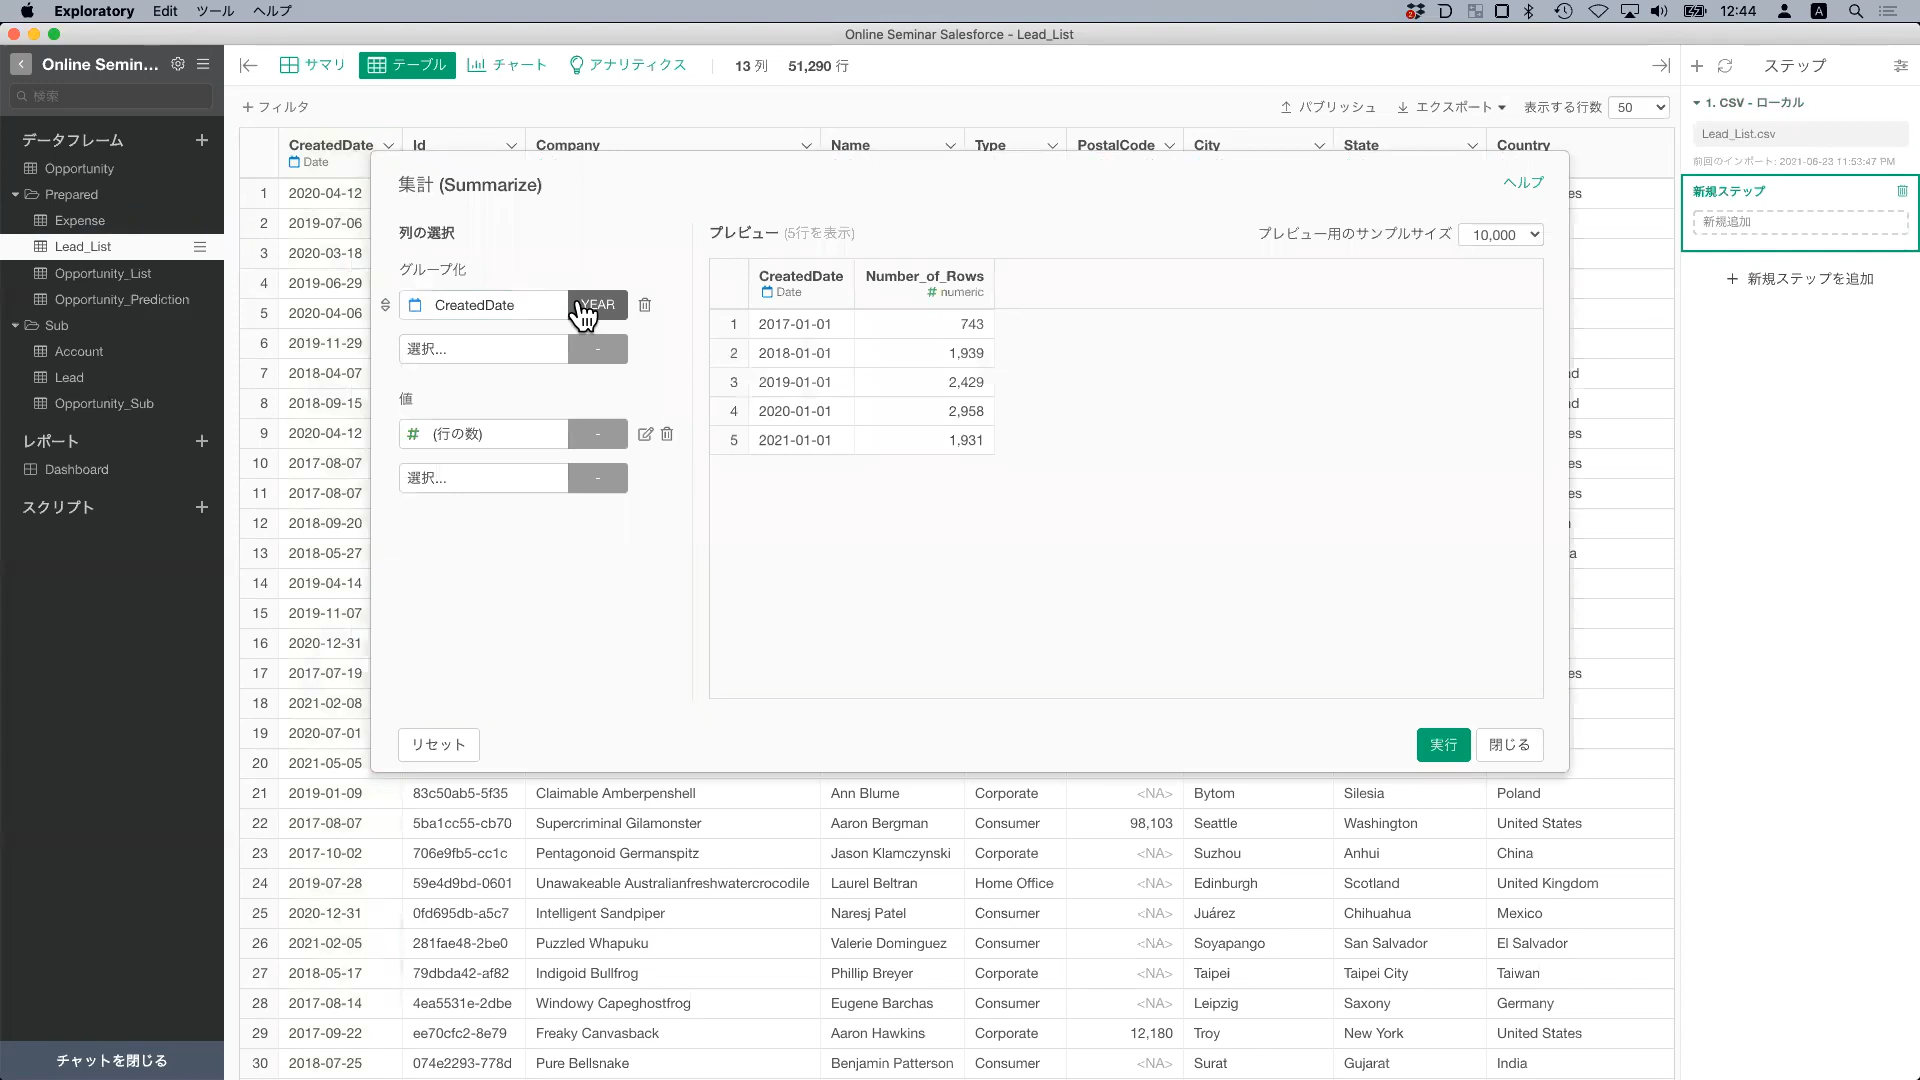 Exploratory Edit ツール ヘルプ 12:44
Online Seminar Salesforce - Lead_List
Online Semin...
検索
データフレーム
Opportunity
Prepared
Expense
Lead_List
Opportunity_List
Opportunity_Prediction
Sub
Account
Lead
Opportunity_Sub
レポート
Dashboard
スクリプト
チャットを閉じる
サマリ テーブル チャート アナリティクス 13 列 51,290 行
フィルタ パブリッシュ エクスポート 表示する行数 50
CreatedDate Id Company Name Type PostalCode City State Country
Date
1 2020-04-12 es
2 2019-07-06
3 2020-03-18
4 2019-06-29
5 2020-04-06
6 2019-11-29
7 2018-04-07 nd
8 2018-09-15 nd
9 2020-04-12 es
10 2017-08-07 es
11 2017-08-07 es
12 2018-09-20
13 2018-05-27 a
14 2019-04-14
15 2019-11-07
16 2020-12-31
17 2017-07-19 es
18 2021-02-08
19 2020-07-01
20 2021-05-05
21 2019-01-09 83c50ab5-5f35 Claimable Amberpenshell Ann Blume Corporate <NA> Bytom Silesia Poland
22 2017-08-07 5ba1cc55-cb70 Supercriminal Gilamonster Aaron Bergman Consumer 98,103 Seattle Washington United States
23 2017-10-02 706e9fb5-cc1c Pentagonoid Germanspitz Jason Klamczynski Corporate <NA> Suzhou Anhui China
24 2019-07-28 59e4d9bd-0601 Unawakeable Australianfreshwatercrocodile Laurel Beltran Home Office <NA> Edinburgh Scotland United Kingdom
25 2020-12-31 0fd695db-a5c7 Intelligent Sandpiper Naresj Patel Consumer <NA> Juárez Chihuahua Mexico
26 2021-02-05 281fae48-2be0 Puzzled Whapuku Valerie Dominguez Consumer <NA> Soyapango San Salvador El Salvador
27 2018-05-17 79dbda42-af82 Indigoid Bullfrog Phillip Breyer Corporate <NA> Taipei Taipei City Taiwan
28 2017-08-14 4ea5531e-2dbe Windowy Capeghostfrog Eugene Barchas Consumer <NA> Leipzig Saxony Germany
29 2017-09-22 ee70cfc2-8e79 Freaky Canvasback Aaron Hawkins Corporate 12,180 Troy New York United States
30 2018-07-25 074e2293-778d Pure Bellsnake Benjamin Patterson Consumer <NA> Surat Gujarat India
集計 (Summarize) ヘルプ
列の選択
グループ化
CreatedDate YEAR
選択... -
値
(行の数) -
選択... -
プレビュー (5行を表示) プレビュー用のサンプルサイズ 10,000
CreatedDate Number_of_Rows
Date # numeric
1 2017-01-01 743
2 2018-01-01 1,939
3 2019-01-01 2,429
4 2020-01-01 2,958
5 2021-01-01 1,931
リセット 実行 閉じる
ステップ
1. CSV - ローカル
Lead_List.csv
前回のインポート: 2021-06-23 11:53:47 PM
新規ステップ
新規追加
新規ステップを追加